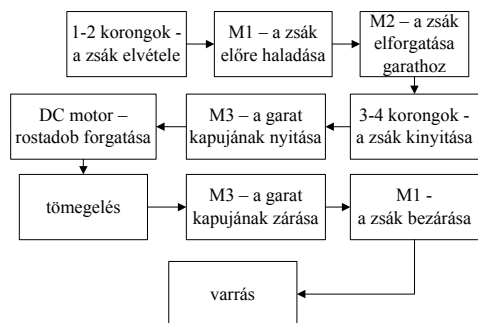 1-2 korongok -
a zsák elvétele
M1 – a zsák
előre haladása
M2 – a zsák
elforgatása
garathoz
DC motor –
rostadob forgatása
M3 – a garat
kapujának nyitása
3-4 korongok -
a zsák kinyitása
tömegelés
M3 – a garat
kapujának zárása
M1 -
a zsák bezárása
varrás